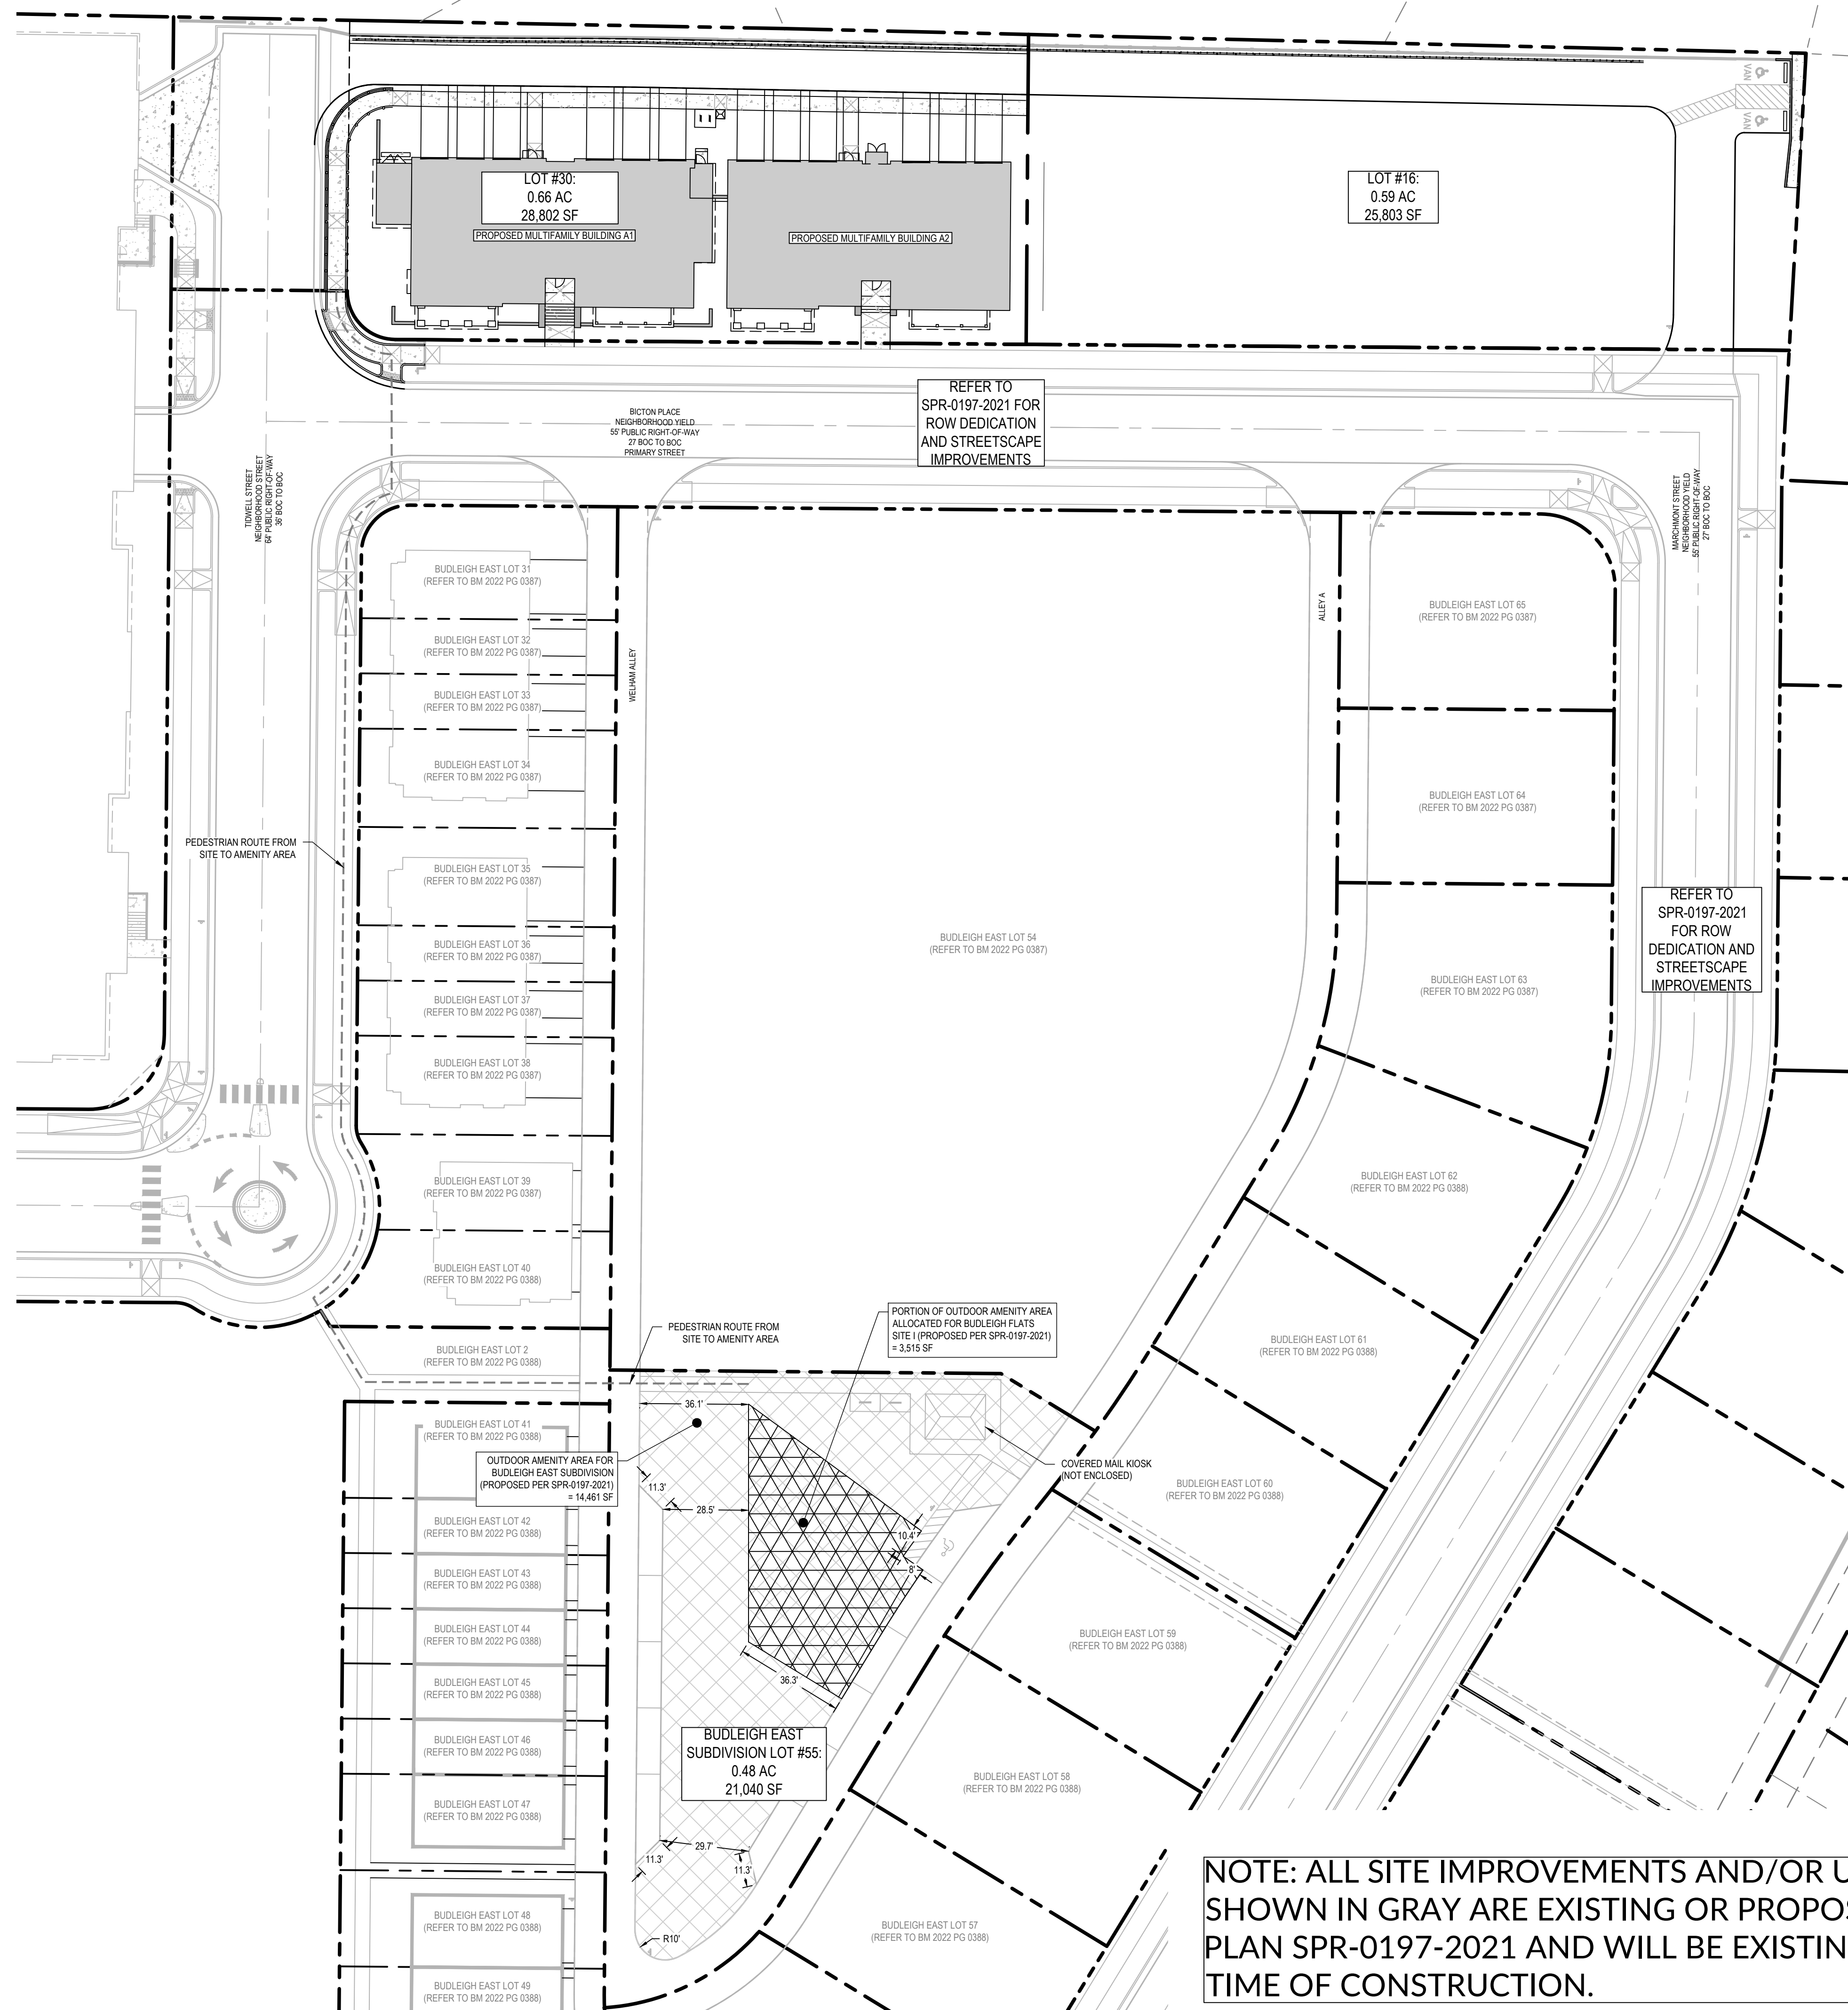 VAN
VAN
LOT #30:
0.66 AC
28,802 SF
PROPOSED MULTIFAMILY BUILDING A1
PROPOSED MULTIFAMILY BUILDING A2
LOT #16:
0.59 AC
25,803 SF
REFER TO
SPR-0197-2021 FOR
ROW DEDICATION
AND STREETSCAPE
IMPROVEMENTS
BICTON PLACE
NEIGHBORHOOD YIELD
55' PUBLIC RIGHT-OF-WAY
27 BOC TO BOC
PRIMARY STREET
TIDWELL STREET
NEIGHBORHOOD STREET
64' PUBLIC RIGHT-OF-WAY
36' BOC TO BOC
MARCHMONT STREET
NEIGHBORHOOD YIELD
55' PUBLIC RIGHT-OF-WAY
27' BOC TO BOC
BUDLEIGH EAST LOT 31
(REFER TO BM 2022 PG 0387)
BUDLEIGH EAST LOT 32
(REFER TO BM 2022 PG 0387)
BUDLEIGH EAST LOT 33
(REFER TO BM 2022 PG 0387)
BUDLEIGH EAST LOT 34
(REFER TO BM 2022 PG 0387)
WELHAM ALLEY
ALLEY A
BUDLEIGH EAST LOT 65
(REFER TO BM 2022 PG 0387)
BUDLEIGH EAST LOT 64
(REFER TO BM 2022 PG 0387)
PEDESTRIAN ROUTE FROM
SITE TO AMENITY AREA
BUDLEIGH EAST LOT 35
(REFER TO BM 2022 PG 0387)
BUDLEIGH EAST LOT 36
(REFER TO BM 2022 PG 0387)
BUDLEIGH EAST LOT 37
(REFER TO BM 2022 PG 0387)
BUDLEIGH EAST LOT 38
(REFER TO BM 2022 PG 0387)
BUDLEIGH EAST LOT 54
(REFER TO BM 2022 PG 0387)
BUDLEIGH EAST LOT 63
(REFER TO BM 2022 PG 0387)
REFER TO
SPR-0197-2021
FOR ROW
DEDICATION AND
STREETSCAPE
IMPROVEMENTS
BUDLEIGH EAST LOT 39
(REFER TO BM 2022 PG 0387)
BUDLEIGH EAST LOT 40
(REFER TO BM 2022 PG 0388)
BUDLEIGH EAST LOT 62
(REFER TO BM 2022 PG 0388)
BUDLEIGH EAST LOT 61
(REFER TO BM 2022 PG 0388)
BUDLEIGH EAST LOT 2
(REFER TO BM 2022 PG 0388)
PEDESTRIAN ROUTE FROM
SITE TO AMENITY AREA
PORTION OF OUTDOOR AMENITY AREA
ALLOCATED FOR BUDLEIGH FLATS
SITE I (PROPOSED PER SPR-0197-2021)
= 3,515 SF
36.1'
BUDLEIGH EAST LOT 41
(REFER TO BM 2022 PG 0388)
OUTDOOR AMENITY AREA FOR
BUDLEIGH EAST SUBDIVISION
(PROPOSED PER SPR-0197-2021)
= 14,461 SF
COVERED MAIL KIOSK
(NOT ENCLOSED)
BUDLEIGH EAST LOT 60
(REFER TO BM 2022 PG 0388)
11.3'
28.5'
10.4'
8'
BUDLEIGH EAST LOT 42
(REFER TO BM 2022 PG 0388)
BUDLEIGH EAST LOT 43
(REFER TO BM 2022 PG 0388)
BUDLEIGH EAST LOT 44
(REFER TO BM 2022 PG 0388)
BUDLEIGH EAST LOT 59
(REFER TO BM 2022 PG 0388)
BUDLEIGH EAST LOT 45
(REFER TO BM 2022 PG 0388)
36.3'
BUDLEIGH EAST LOT 46
(REFER TO BM 2022 PG 0388)
BUDLEIGH EAST
SUBDIVISION LOT #55:
0.48 AC
21,040 SF
BUDLEIGH EAST LOT 58
(REFER TO BM 2022 PG 0388)
BUDLEIGH EAST LOT 47
(REFER TO BM 2022 PG 0388)
29.7'
11.3'
11.3'
BUDLEIGH EAST LOT 48
(REFER TO BM 2022 PG 0388)
R10'
BUDLEIGH EAST LOT 57
(REFER TO BM 2022 PG 0388)
BUDLEIGH EAST LOT 49
(REFER TO BM 2022 PG 0388)
NOTE: ALL SITE IMPROVEMENTS AND/OR U
SHOWN IN GRAY ARE EXISTING OR PROPOS
PLAN SPR-0197-2021 AND WILL BE EXISTIN
TIME OF CONSTRUCTION.